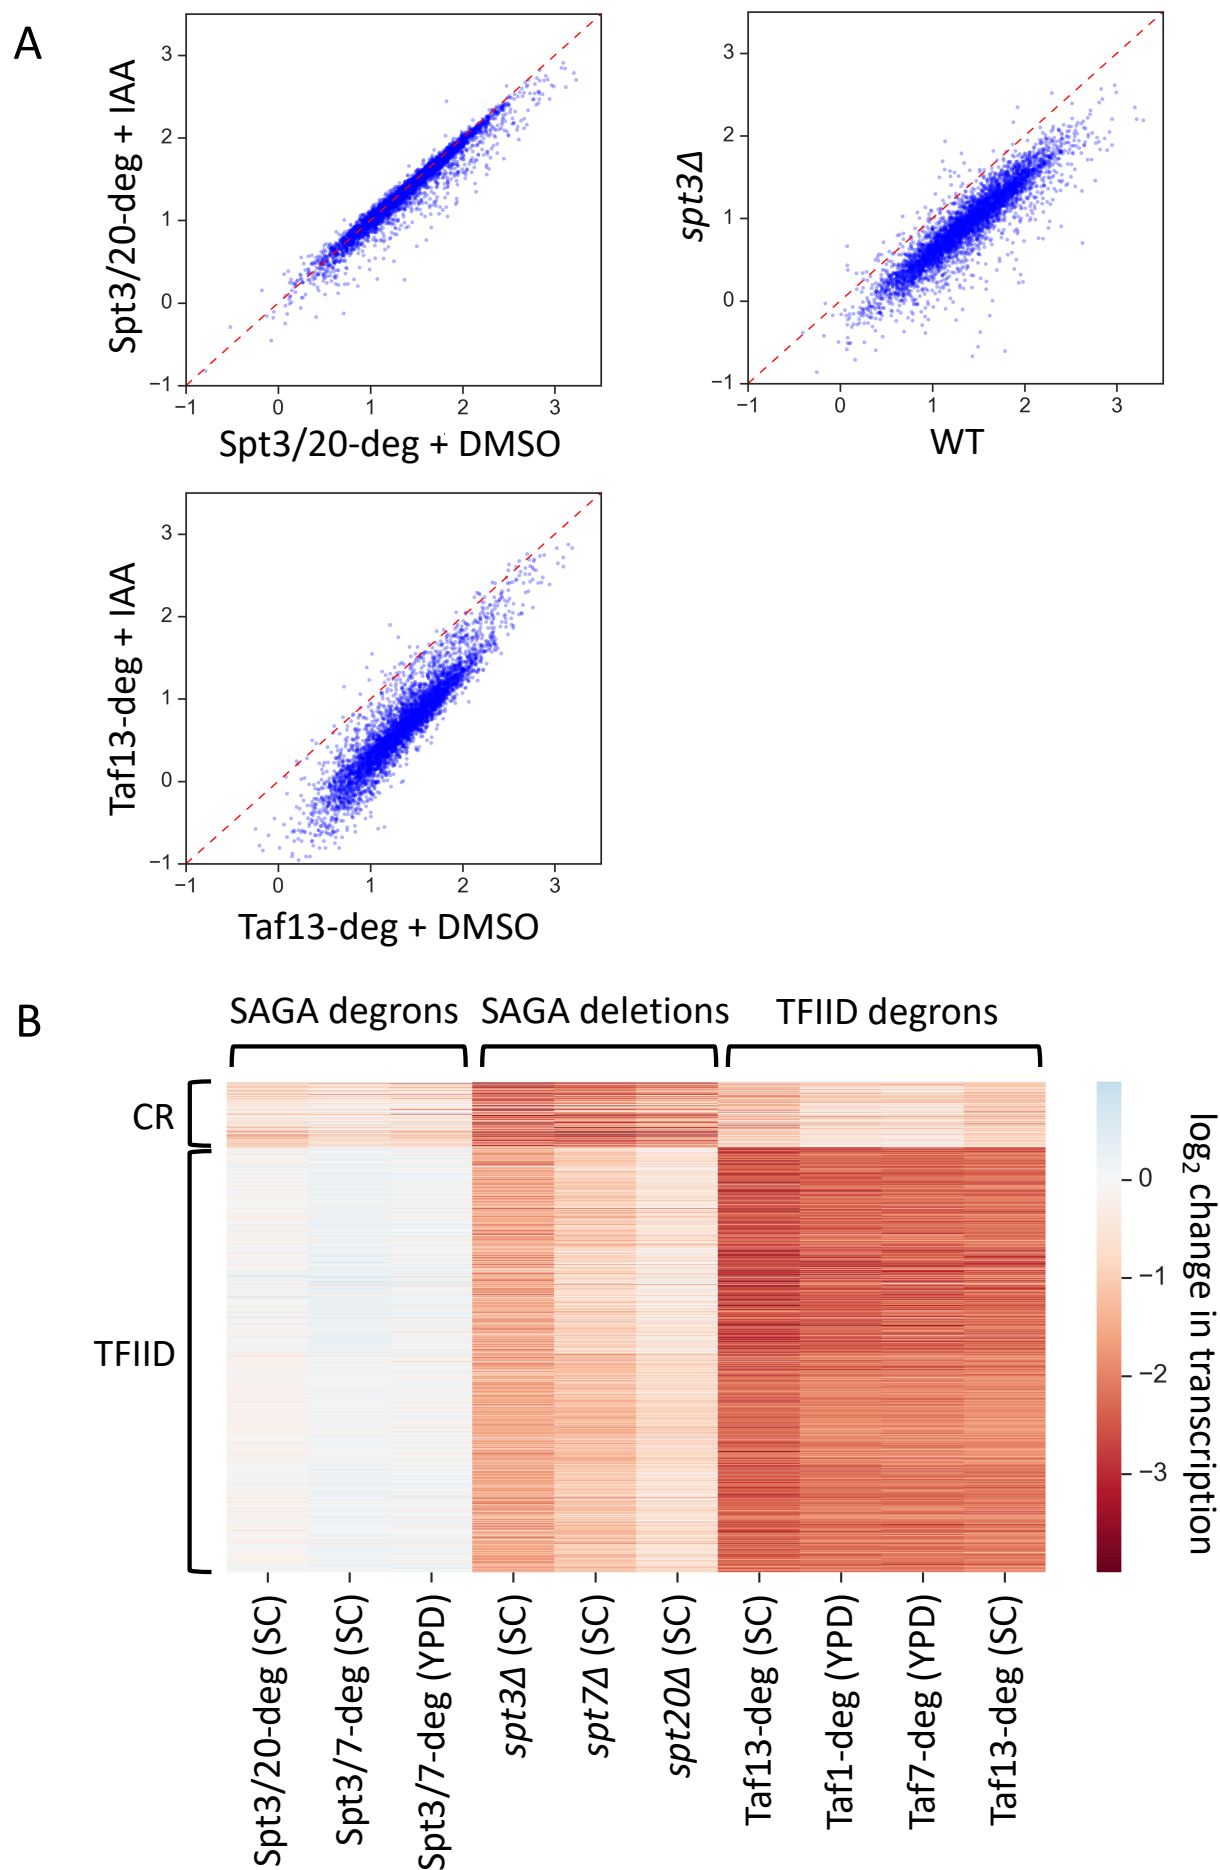 A
3
2
1
0
−1
−1
0
1
2
3
Spt3/20-deg + IAA
Spt3/20-deg + DMSO
3
2
1
0
−1
−1
0
1
2
3
spt3Δ
WT
3
2
1
0
−1
−1
0
1
2
3
Taf13-deg + IAA
Taf13-deg + DMSO
B
SAGA degrons
SAGA deletions
TFIID degrons
CR
TFIID
0
−1
−2
−3
log₂ change in transcription
Spt3/20-deg (SC)
Spt3/7-deg (SC)
Spt3/7-deg (YPD)
spt3Δ (SC)
spt7Δ (SC)
spt20Δ (SC)
Taf13-deg (SC)
Taf1-deg (YPD)
Taf7-deg (YPD)
Taf13-deg (SC)